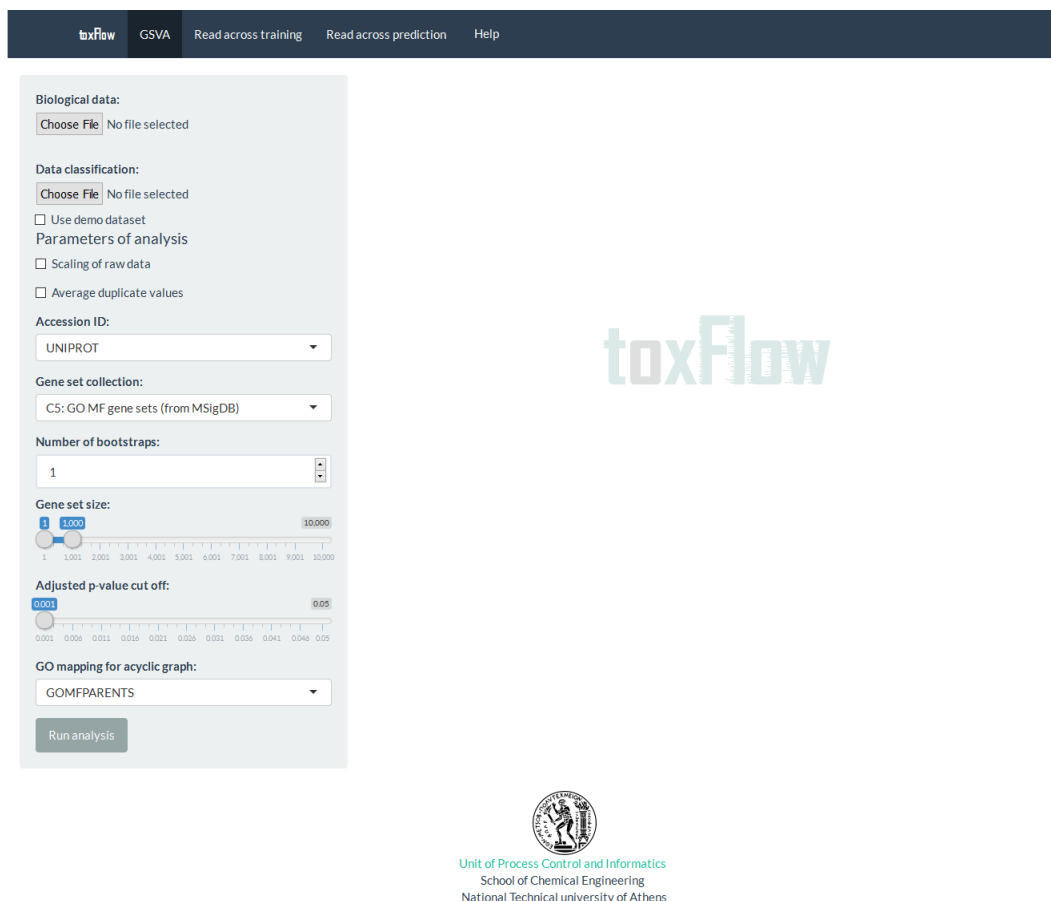 toxFlow GSVA Read across training Read across prediction Help
Biological data:
Choose File No file selected
Data classification:
Choose File No file selected
Use demo dataset
Parameters of analysis
Scaling of raw data
Average duplicate values
Accession ID:
UNIPROT
Gene set collection:
C5: GO MF gene sets (from MSigDB)
Number of bootstraps:
1
Gene set size:
1 1,000 10,000
1 1,001 2,001 3,001 4,001 5,001 6,001 7,001 8,001 9,001 10,000
Adjusted p-value cut off:
0.001 0.05
0.001 0.006 0.011 0.016 0.021 0.026 0.031 0.036 0.041 0.046 0.05
GO mapping for acyclic graph:
GOMFPARENTS
Run analysis
toxFlow
Unit of Process Control and Informatics
School of Chemical Engineering
National Technical university of Athens